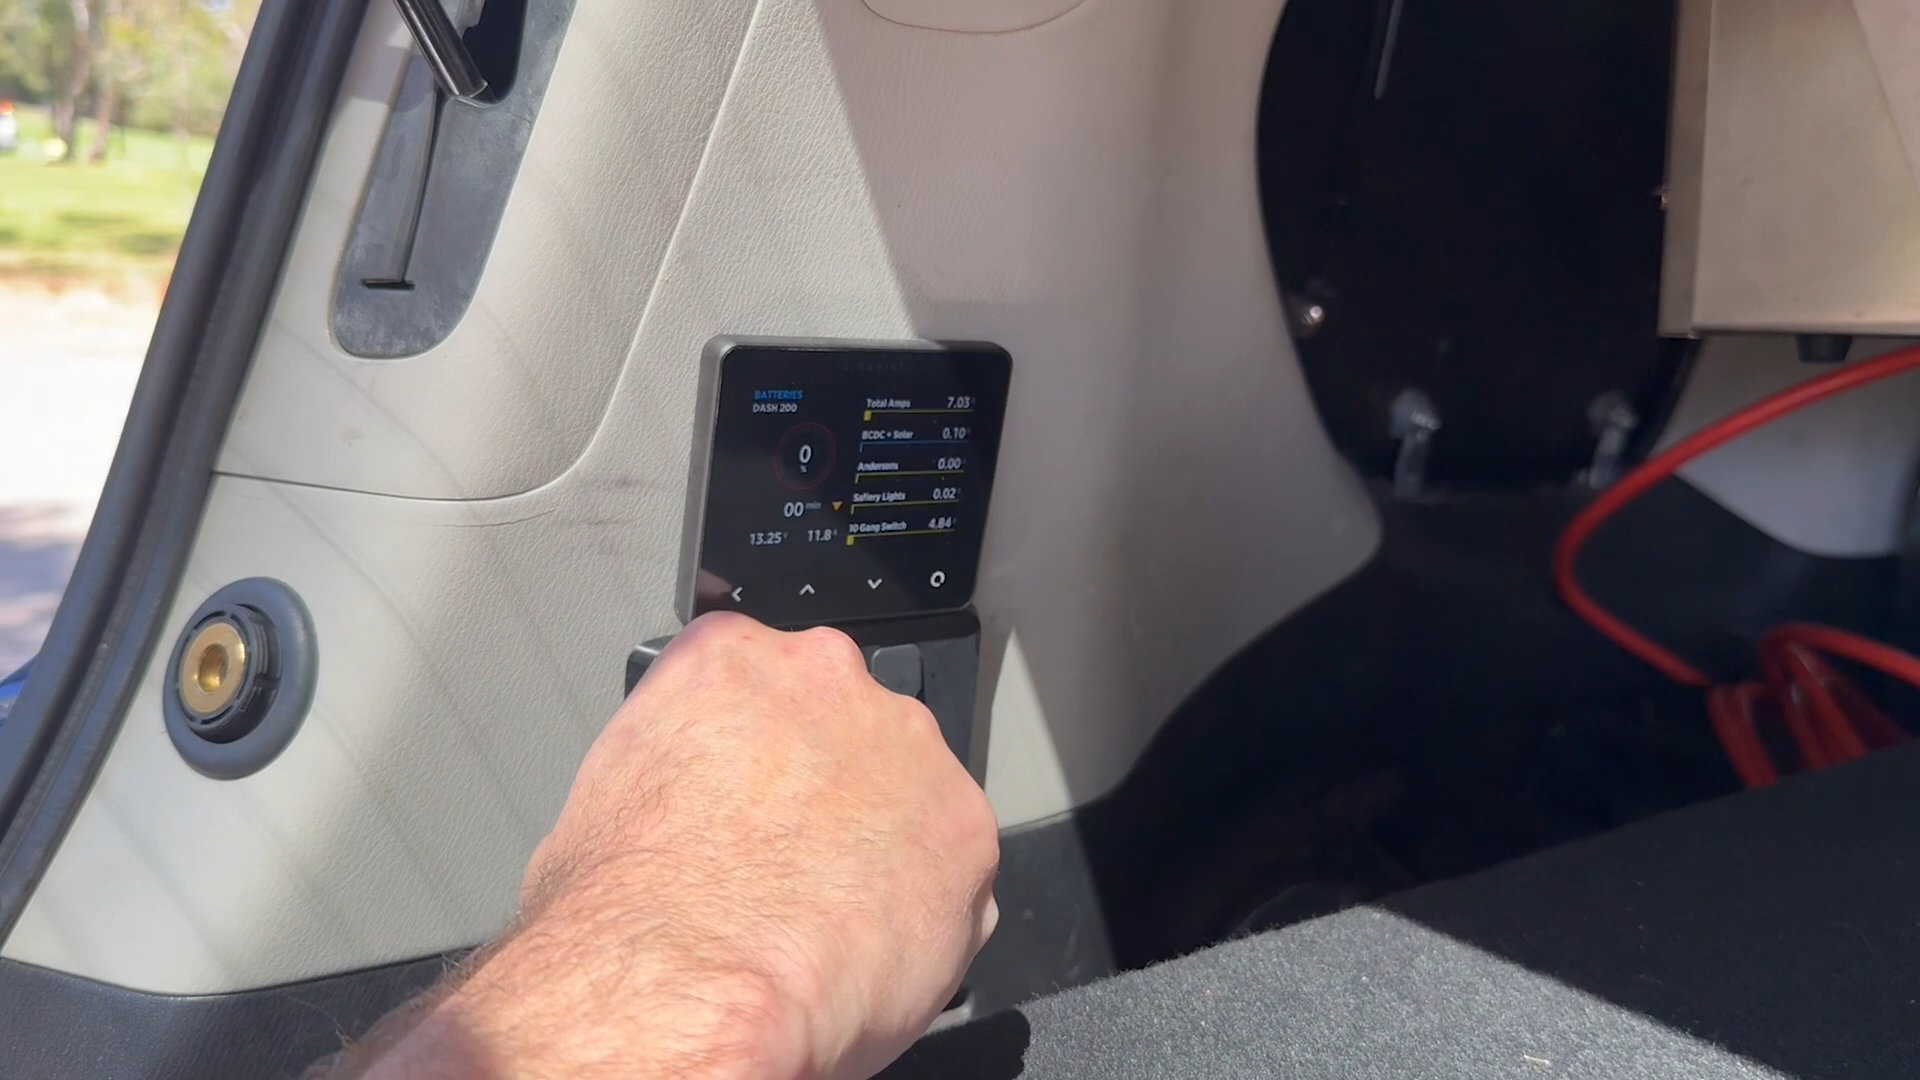 BATTERIES
DASH 200
0
%
00 min
13.25 V
11.8 A
Total Amps 7.03
BCDC + Solar 0.10
Andersons 0.00
Safiery Lights 0.02
10 Gang Switch 4.84